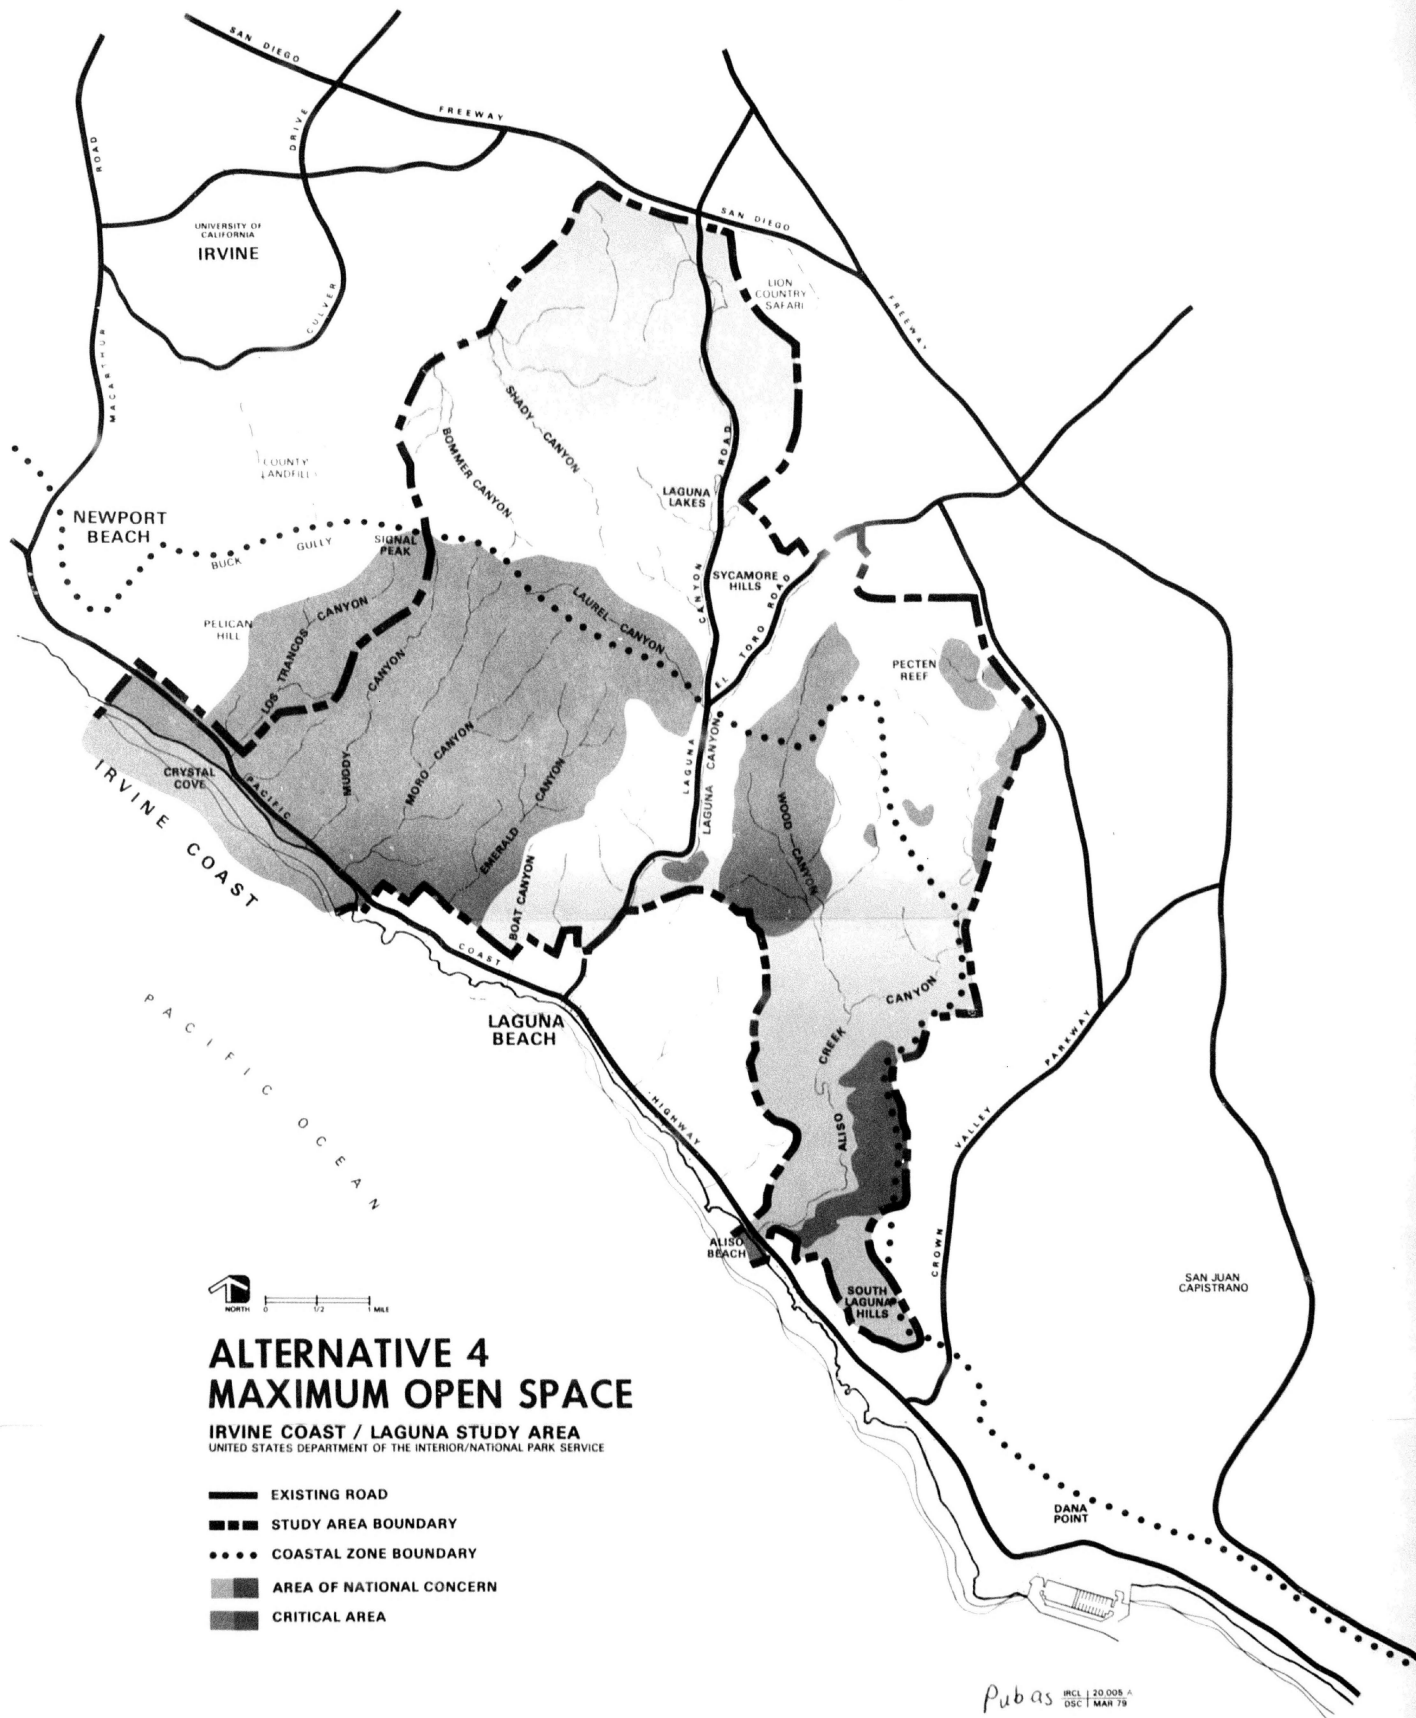 SAN DIEGO
FREEWAY
ROAD
DRIVE
UNIVERSITY OF
CALIFORNIA
IRVINE
SAN DIEGO
LION
COUNTRY
SAFARI
CULVER
FREEWAY
MACARTHUR
SHADY CANYON
BOMMER CANYON
ROAD
COUNTY
LANDFILL
LAGUNA
LAKES
NEWPORT
BEACH
SIGNAL
PEAK
BUCK GULLY
CANYON
SYCAMORE
HILLS
LAUREL CANYON
EL TORO ROAD
PELICAN
HILL
LOS TRANCOS CANYON
PECTEN
REEF
MUDDY CANYON
MORO CANYON
EMERALD CANYON
LAGUNA
LAGUNA CANYON
WOOD CANYON
CRYSTAL
COVE
PACIFIC
IRVINE COAST
BOAT CANYON
COAST
CANYON
LAGUNA
BEACH
PACIFIC OCEAN
CREEK
PARKWAY
HIGHWAY
ALISO
VALLEY
ALISO
BEACH
CROWN
SOUTH
LAGUNA
HILLS
SAN JUAN
CAPISTRANO
NORTH
0 1/2 1 MILE
ALTERNATIVE 4
MAXIMUM OPEN SPACE
IRVINE COAST / LAGUNA STUDY AREA
UNITED STATES DEPARTMENT OF THE INTERIOR/NATIONAL PARK SERVICE
EXISTING ROAD
STUDY AREA BOUNDARY
COASTAL ZONE BOUNDARY
AREA OF NATIONAL CONCERN
CRITICAL AREA
DANA
POINT
Pub as
IRCL | 20,005 A
DSC | MAR 79